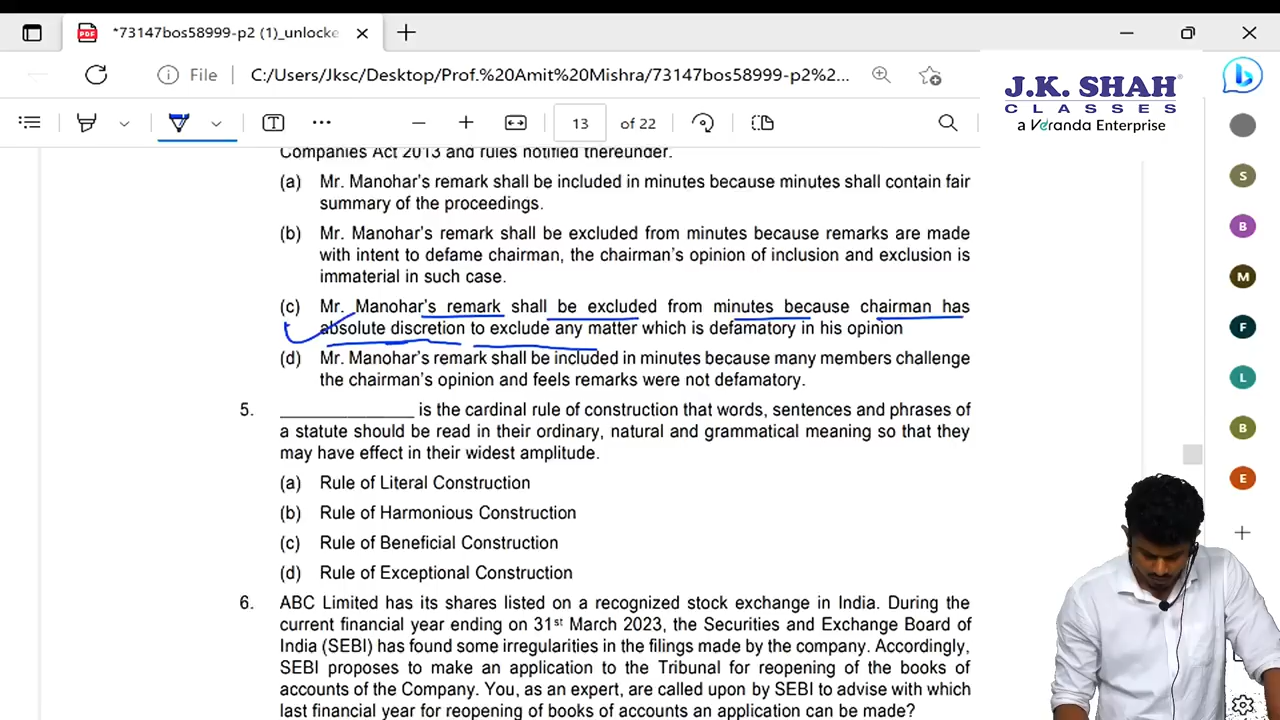 *73147bos58999-p2 (1)_unlocke
File
C:/Users/Jksc/Desktop/Prof.%20Amit%20Mishra/73147bos58999-p2%2...
J.K. SHAH
CLASSES
a Veranda Enterprise
13 of 22
Companies Act 2013 and rules notified thereunder.
(a) Mr. Manohar's remark shall be included in minutes because minutes shall contain fair
summary of the proceedings.
(b) Mr. Manohar's remark shall be excluded from minutes because remarks are made
with intent to defame chairman, the chairman's opinion of inclusion and exclusion is
immaterial in such case.
(c) Mr. Manohar's remark shall be excluded from minutes because chairman has
absolute discretion to exclude any matter which is defamatory in his opinion
(d) Mr. Manohar's remark shall be included in minutes because many members challenge
the chairman's opinion and feels remarks were not defamatory.
5. _______________ is the cardinal rule of construction that words, sentences and phrases of
a statute should be read in their ordinary, natural and grammatical meaning so that they
may have effect in their widest amplitude.
(a) Rule of Literal Construction
(b) Rule of Harmonious Construction
(c) Rule of Beneficial Construction
(d) Rule of Exceptional Construction
6. ABC Limited has its shares listed on a recognized stock exchange in India. During the
current financial year ending on 31st March 2023, the Securities and Exchange Board of
India (SEBI) has found some irregularities in the filings made by the company. Accordingly,
SEBI proposes to make an application to the Tribunal for reopening of the books of
accounts of the Company. You, as an expert, are called upon by SEBI to advise with which
last financial year for reopening of books of accounts an application can be made?
S
B
M
F
L
B
E